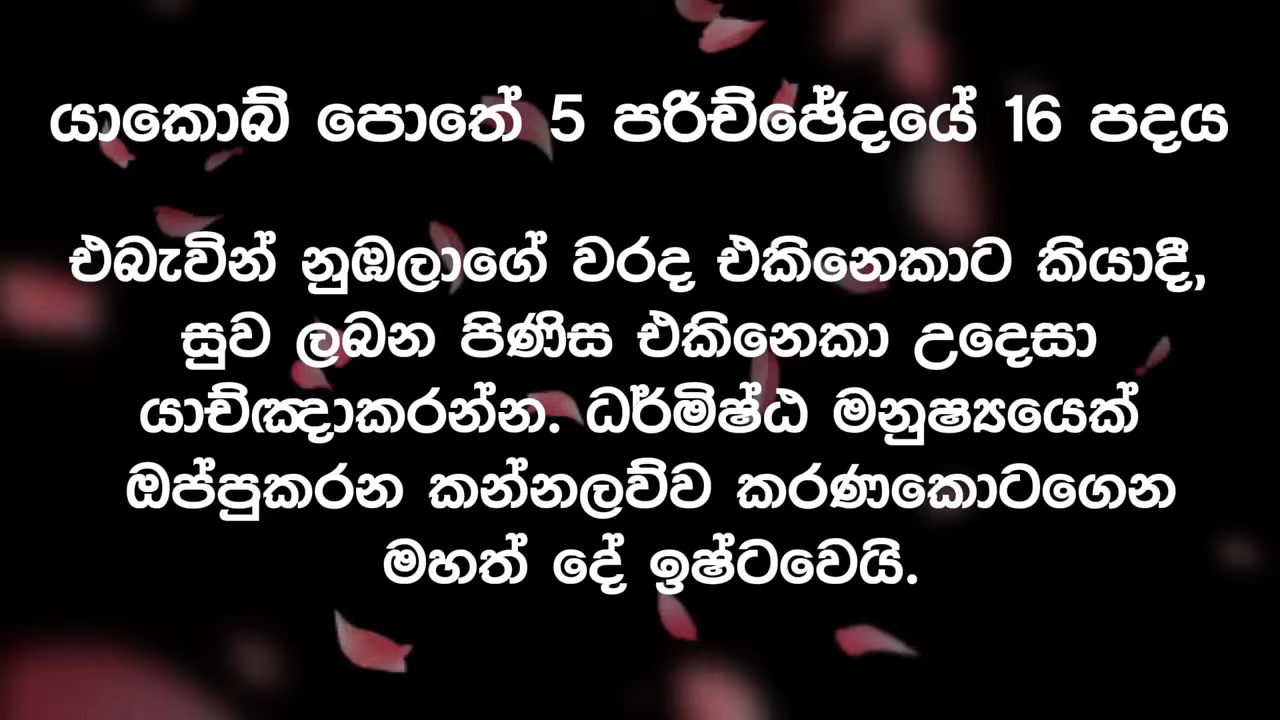 යාකොබ් පොතේ 5 පරිච්ඡේදයේ 16 පදය
එබැවින් නුඹලාගේ වරද එකිනෙකාට කියාදී,
සුව ලබන පිණිස එකිනෙකා උදෙසා
යාච්ඤාකරන්න. ධර්මිෂ්ඨ මනුෂ්‍යයෙක්
ඔප්පුකරන කන්නලව්ව කරණකොටගෙන
මහත් දේ ඉෂ්ටවෙයි.